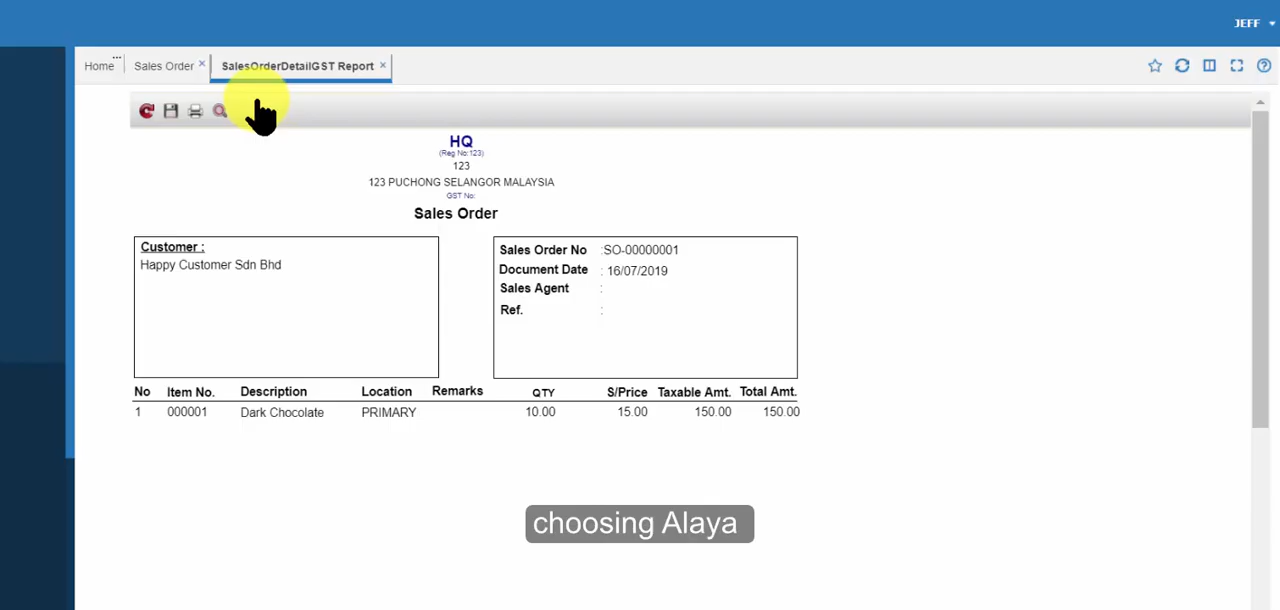 JEFF
Home ... Sales Order × SalesOrderDetailGST Report ×
HQ
(Reg No:123)
123
123 PUCHONG SELANGOR MALAYSIA
GST No:
Sales Order
Customer :
Happy Customer Sdn Bhd
Sales Order No :SO-00000001
Document Date : 16/07/2019
Sales Agent :
Ref. :
No Item No. Description Location Remarks QTY S/Price Taxable Amt. Total Amt.
1 000001 Dark Chocolate PRIMARY 10.00 15.00 150.00 150.00
choosing Alaya